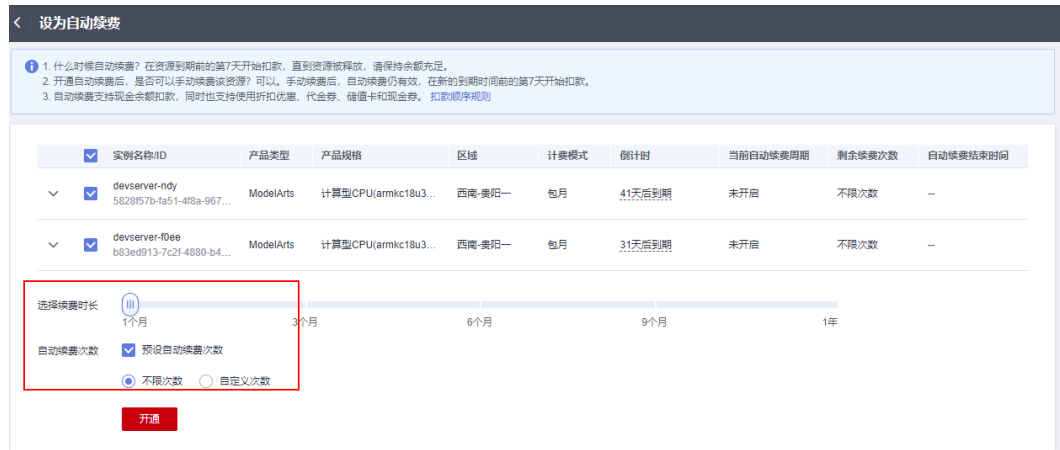 设为自动续费
1. 什么时候自动续费？在资源到期前的第7天开始扣款，直到资源被释放，请保持余额充足。
2. 开通自动续费后，是否可以手动续费该资源？可以。手动续费后，自动续费仍有效，在新的到期时间前的第7天开始扣款。
3. 自动续费支持现金余额扣款，同时也支持使用折扣优惠、代金券、储值卡和现金券。 扣款顺序规则
实例名称/ID 产品类型 产品规格 区域 计费模式 倒计时 当前自动续费周期 剩余续费次数 自动续费结束时间
devserver-ndy
5828f57b-fa51-4f8a-967... ModelArts 计算型CPU(armkc18u3... 西南-贵阳一 包月 41天后到期 未开启 不限次数 --
devserver-f0ee
b83ed913-7c2f-4880-b4... ModelArts 计算型CPU(armkc18u3... 西南-贵阳一 包月 31天后到期 未开启 不限次数 --
选择续费时长
1个月 3个月 6个月 9个月 1年
自动续费次数 预设自动续费次数
不限次数 自定义次数
开通